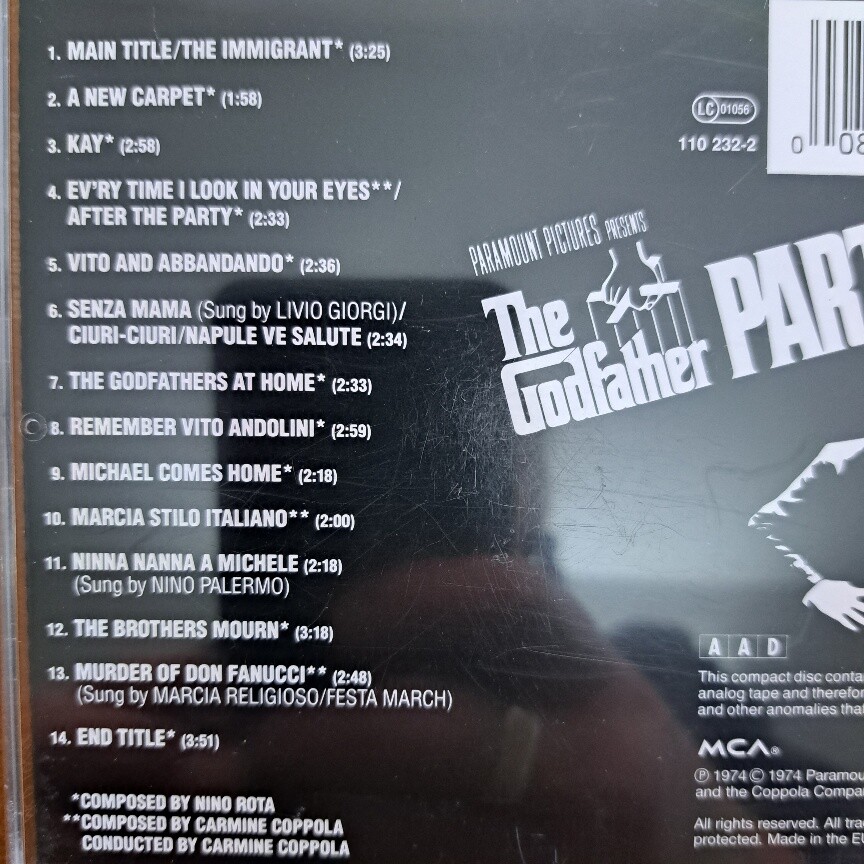 1. MAIN TITLE/THE IMMIGRANT* (3:25)
2. A NEW CARPET* (1:58)
3. KAY* (2:58)
4. EV'RY TIME I LOOK IN YOUR EYES**/
AFTER THE PARTY* (2:33)
5. VITO AND ABBANDANDO* (2:36)
6. SENZA MAMA (Sung by LIVIO GIORGI)/
CIURI-CIURI/NAPULE VE SALUTE (2:34)
7. THE GODFATHERS AT HOME* (2:33)
8. REMEMBER VITO ANDOLINI* (2:59)
9. MICHAEL COMES HOME* (2:18)
10. MARCIA STILO ITALIANO** (2:00)
11. NINNA NANNA A MICHELE (2:18)
(Sung by NINO PALERMO)
12. THE BROTHERS MOURN* (3:18)
13. MURDER OF DON FANUCCI** (2:48)
(Sung by MARCIA RELIGIOSO/FESTA MARCH)
14. END TITLE* (3:51)
*COMPOSED BY NINO ROTA
**COMPOSED BY CARMINE COPPOLA
CONDUCTED BY CARMINE COPPOLA
LC 01056
110 232-2
0 08
PARAMOUNT PICTURES PRESENTS
The Godfather PART
AAD
This compact disc conta
analog tape and therefor
and other anomalies that
MCA®
℗ 1974 © 1974 Paramou
and the Coppola Compa
All rights reserved. All tra
protected. Made in the E